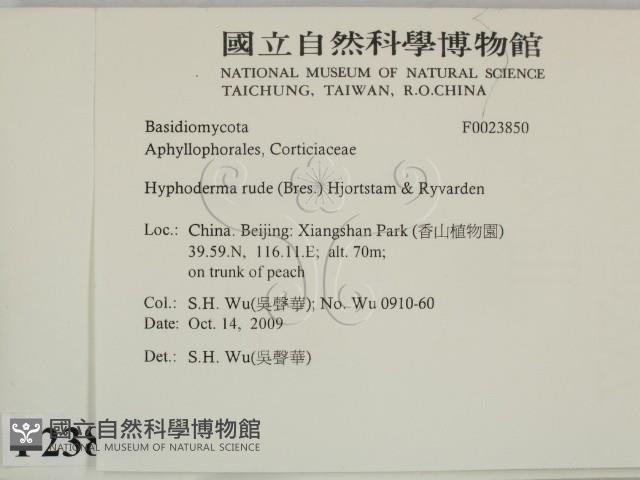 國立自然科學博物館
NATIONAL MUSEUM OF NATURAL SCIENCE
TAICHUNG, TAIWAN, R.O.CHINA
Basidiomycota F0023850
Aphyllophorales, Corticiaceae
Hyphoderma rude (Bres.) Hjortstam & Ryvarden
Loc.: China. Beijing: Xiangshan Park (香山植物園)
39.59.N, 116.11.E; alt. 70m;
on trunk of peach
Col.: S.H. Wu(吳聲華); No. Wu 0910-60
Date: Oct. 14, 2009
Det.: S.H. Wu(吳聲華)
國立自然科學博物館
NATIONAL MUSEUM OF NATURAL SCIENCE